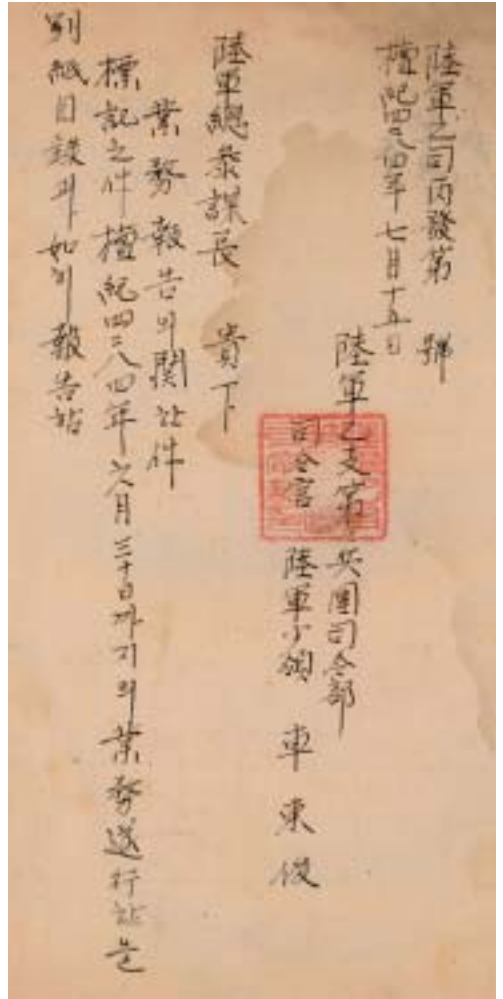 陸軍乙司丙發第 號
檀紀四二八四年 七月十五日
陸軍乙支第 兵團司令部
司令官 陸軍少領 車東俊
陸軍總參謀長 貴下
業務報告의 關한件
標記之件 檀紀四二八四年 六月 三十日까지의 業務遂行한 는
別紙目錄과 如히 報告함